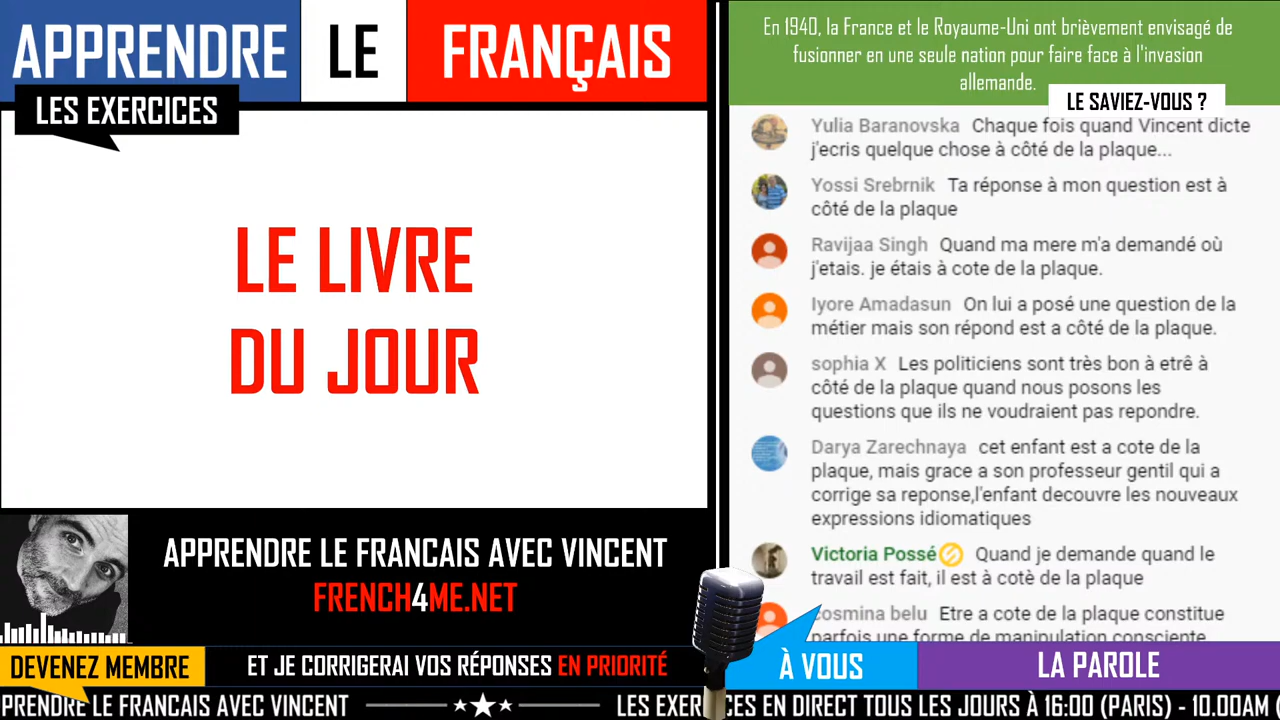 APPRENDRE LE FRANÇAIS
LES EXERCICES
LE LIVRE
DU JOUR
APPRENDRE LE FRANCAIS AVEC VINCENT
FRENCH4ME.NET
DEVENEZ MEMBRE
ET JE CORRIGERAI VOS RÉPONSES EN PRIORITÉ
En 1940, la France et le Royaume-Uni ont brièvement envisagé de
fusionner en une seule nation pour faire face à l'invasion
allemande.
LE SAVIEZ-VOUS ?
Yulia Baranovska Chaque fois quand Vincent dicte
j'ecris quelque chose à côté de la plaque...
Yossi Srebrnik Ta réponse à mon question est à
côté de la plaque
Ravijaa Singh Quand ma mere m'a demandé où
j'etais. je étais à cote de la plaque.
Iyore Amadasun On lui a posé une question de la
métier mais son répond est a côté de la plaque.
sophia X Les politiciens sont très bon à etrê à
côté de la plaque quand nous posons les
questions que ils ne voudraient pas repondre.
Darya Zarechnaya cet enfant est a cote de la
plaque, mais grace a son professeur gentil qui a
corrige sa reponse,l'enfant decouvre les nouveaux
expressions idiomatiques
Victoria Possé Quand je demande quand le
travail est fait, il est à cotè de la plaque
cosmina belu Etre a cote de la plaque constitue
parfois une forme de manipulation consciente
À VOUS
LA PAROLE
PRENDRE LE FRANCAIS AVEC VINCENT LES EXERCICES EN DIRECT TOUS LES JOURS À 16:00 (PARIS) - 10.00AM (